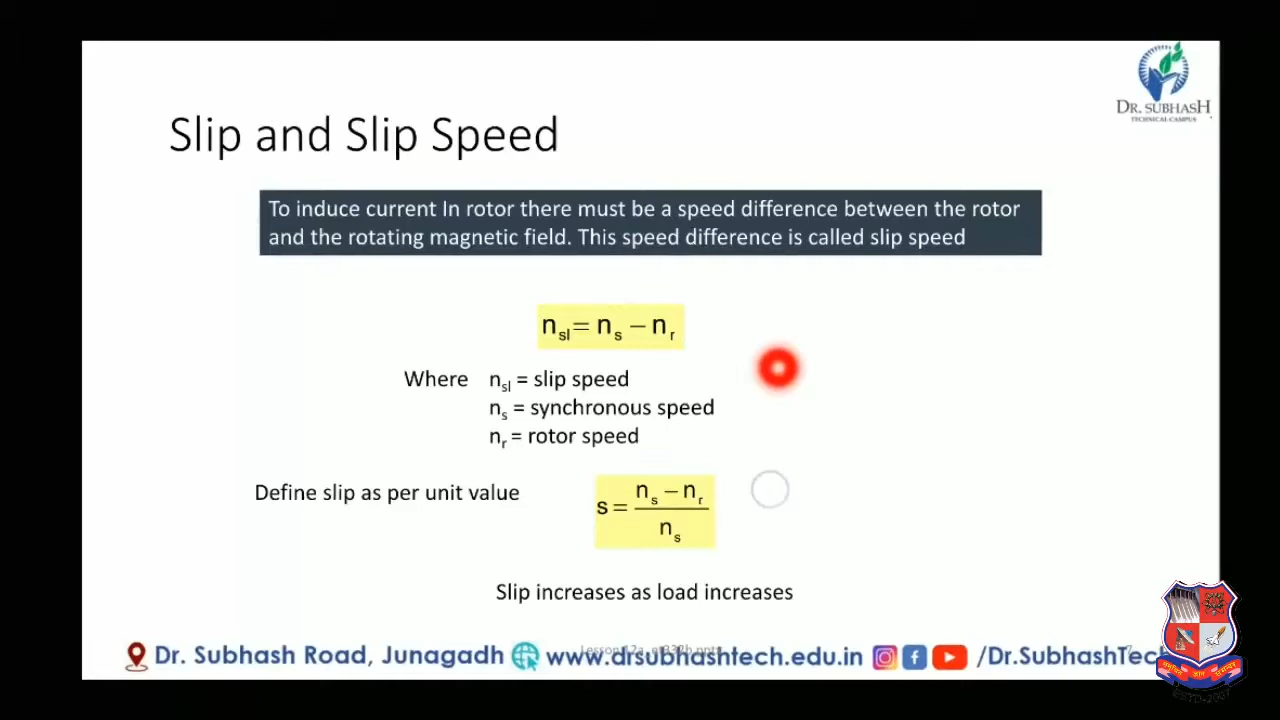 DR. SUBHASH
TECHNICAL CAMPUS
Slip and Slip Speed
To induce current In rotor there must be a speed difference between the rotor
and the rotating magnetic field. This speed difference is called slip speed
nsl= ns − nr
Where nsl = slip speed
ns = synchronous speed
nr = rotor speed
Define slip as per unit value
s = (ns − nr) / ns
Slip increases as load increases
Dr. Subhash Road, Junagadh www.drsubhashtech.edu.in /Dr.SubhashTech